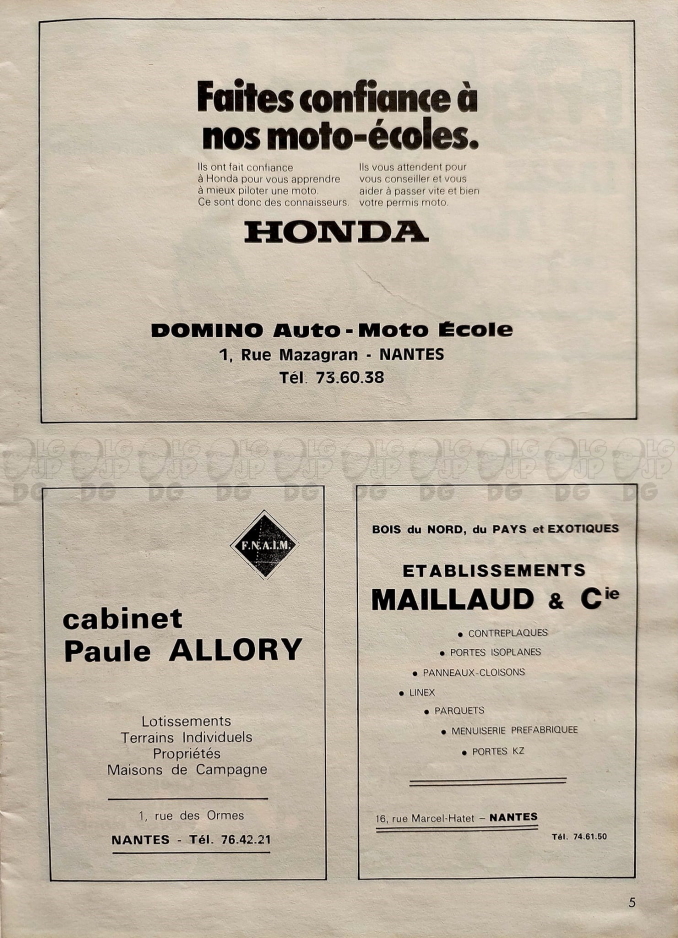 Faites confiance à
nos moto-écoles.
Ils ont fait confiance
à Honda pour vous apprendre
à mieux piloter une moto.
Ce sont donc des connaisseurs.
Ils vous attendent pour
vous conseiller et vous
aider à passer vite et bien
votre permis moto.
HONDA
DOMINO Auto - Moto École
1, Rue Mazagran - NANTES
Tél. 73.60.38
F.N.A.I.M.
cabinet
Paule ALLORY
Lotissements
Terrains Individuels
Propriétés
Maisons de Campagne
1, rue des Ormes
NANTES - Tél. 76.42.21
BOIS du NORD, du PAYS et EXOTIQUES
ETABLISSEMENTS
MAILLAUD & Cie
• CONTREPLAQUES
• PORTES ISOPLANES
• PANNEAUX-CLOISONS
• LINEX
• PARQUETS
• MENUISERIE PREFABRIQUEE
• PORTES KZ
16, rue Marcel-Hatet – NANTES
Tél. 74.61.50
5